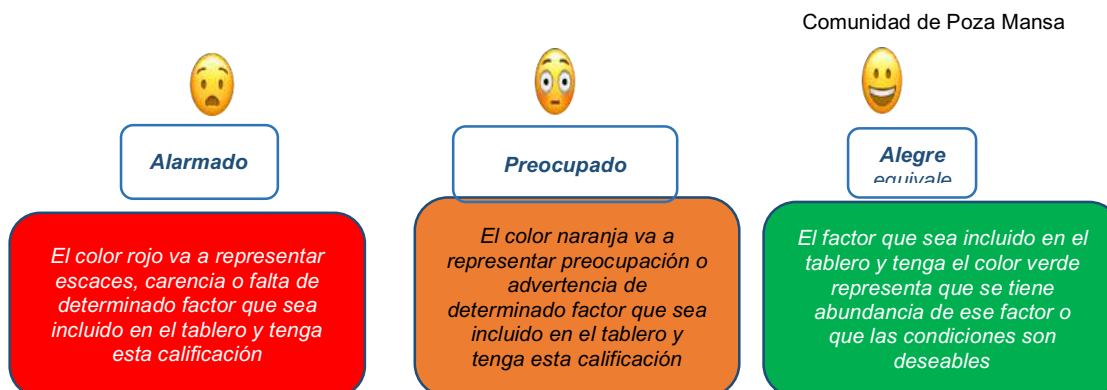 Comunidad de Poza Mansa
Alarmado
Preocupado
Alegre
equivale
El color rojo va a representar
escaces, carencia o falta de
determinado factor que sea
incluido en el tablero y tenga
esta calificación
El color naranja va a
representar preocupación o
advertencia de
determinado factor que sea
incluido en el tablero y
tenga esta calificación
El factor que sea incluido en el
tablero y tenga el color verde
representa que se tiene
abundancia de ese factor o
que las condiciones son
deseables